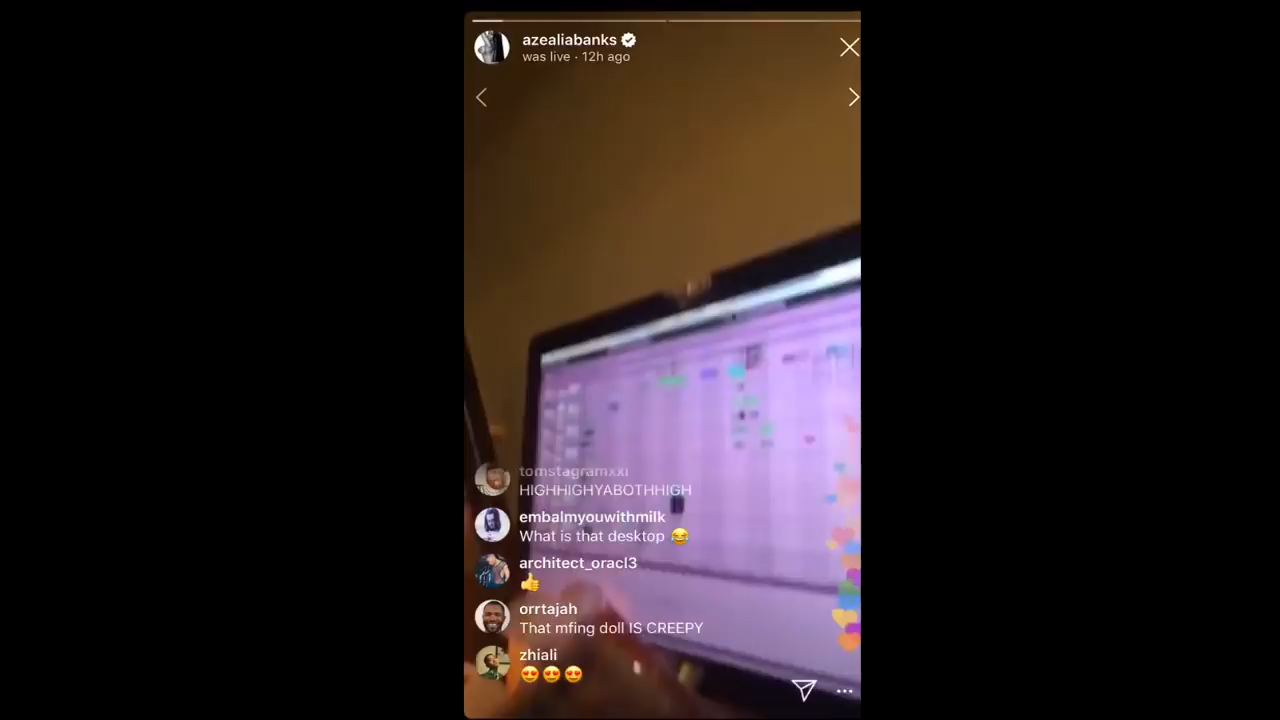 azealiabanks
was live · 12h ago
tomstagramxxi
HIGHHIGHYABOTHHIGH
embalmyouwithmilk
What is that desktop 😂
architect_oracl3
👍
orrtajah
That mfing doll IS CREEPY
zhiali
😍😍😍